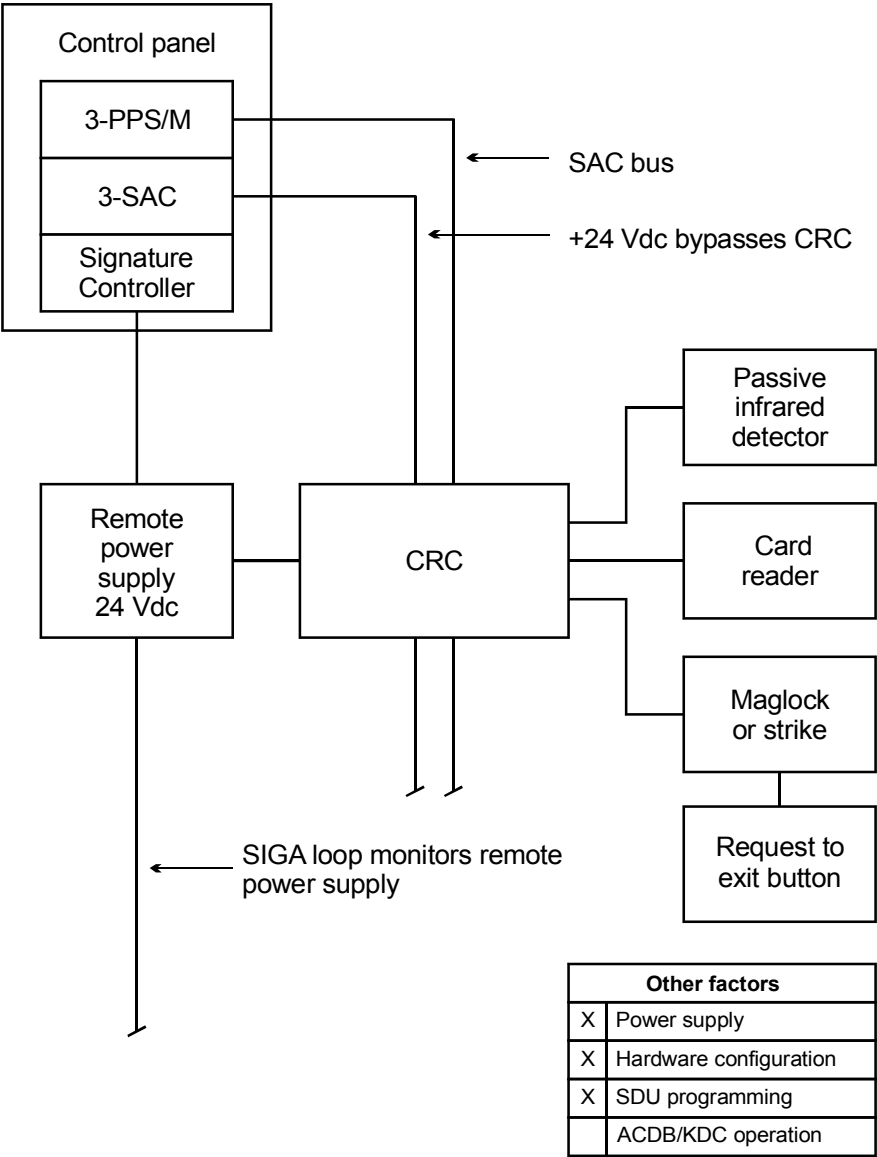 Control panel
3-PPS/M
3-SAC
Signature
Controller
SAC bus
+24 Vdc bypasses CRC
Passive
infrared
detector
Remote
power
supply
24 Vdc
CRC
Card
reader
Maglock
or strike
SIGA loop monitors remote
power supply
Request to
exit button
Other factors
X Power supply
X Hardware configuration
X SDU programming
ACDB/KDC operation